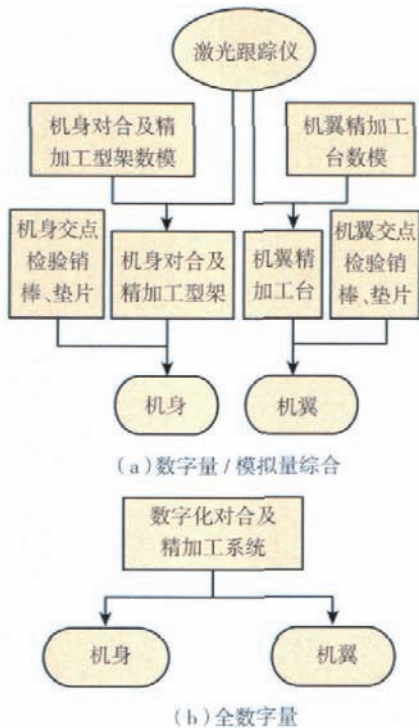 激光跟踪仪
机身对合及精
加工型架数模
机翼精加工
台数模
机身交点
检验销
棒、垫片
机身对合及
精加工型架
机翼精
加工台
机翼交点
检验销
棒、垫片
机身
机翼
(a)数字量/模拟量综合
数字化对合及
精加工系统
机身
机翼
(b)全数字量